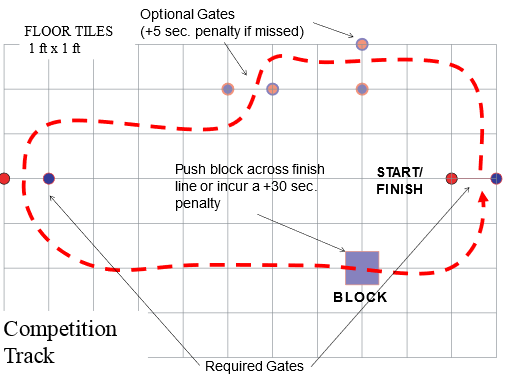 Optional Gates
(+5 sec. penalty if missed)
FLOOR TILES
1 ft x 1 ft
Push block across finish
line or incur a +30 sec.
penalty
START/
FINISH
BLOCK
Competition
Track
Required Gates